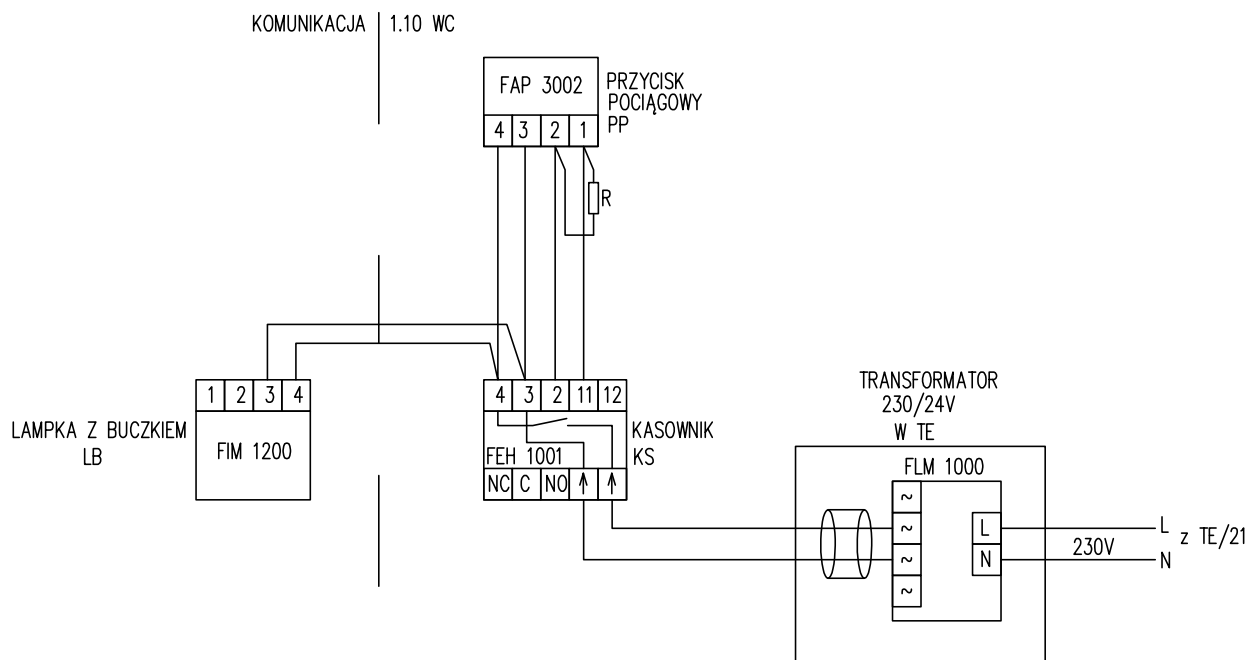 KOMUNIKACJA 1.10 WC
FAP 3002
PRZYCISK
POCIĄGOWY
PP
4 3 2 1
R
1 2 3 4
FIM 1200
LAMPKA Z BUCZKIEM
LB
4 3 2 11 12
FEH 1001
NC C NO ↑ ↑
KASOWNIK
KS
TRANSFORMATOR
230/24V
W TE
FLM 1000
~
~
~
~
L
N
230V
L
N
z TE/21